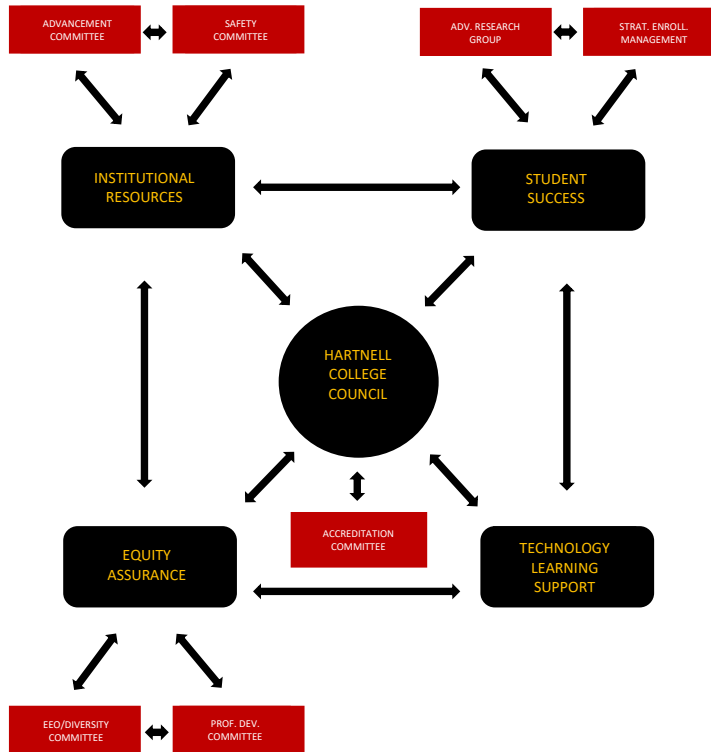 ADVANCEMENT
COMMITTEE
SAFETY
COMMITTEE
ADV. RESEARCH
GROUP
STRAT. ENROLL.
MANAGEMENT
INSTITUTIONAL
RESOURCES
STUDENT
SUCCESS
HARTNELL
COLLEGE
COUNCIL
ACCREDITATION
COMMITTEE
EQUITY
ASSURANCE
TECHNOLOGY
LEARNING
SUPPORT
EEO/DIVERSITY
COMMITTEE
PROF. DEV.
COMMITTEE